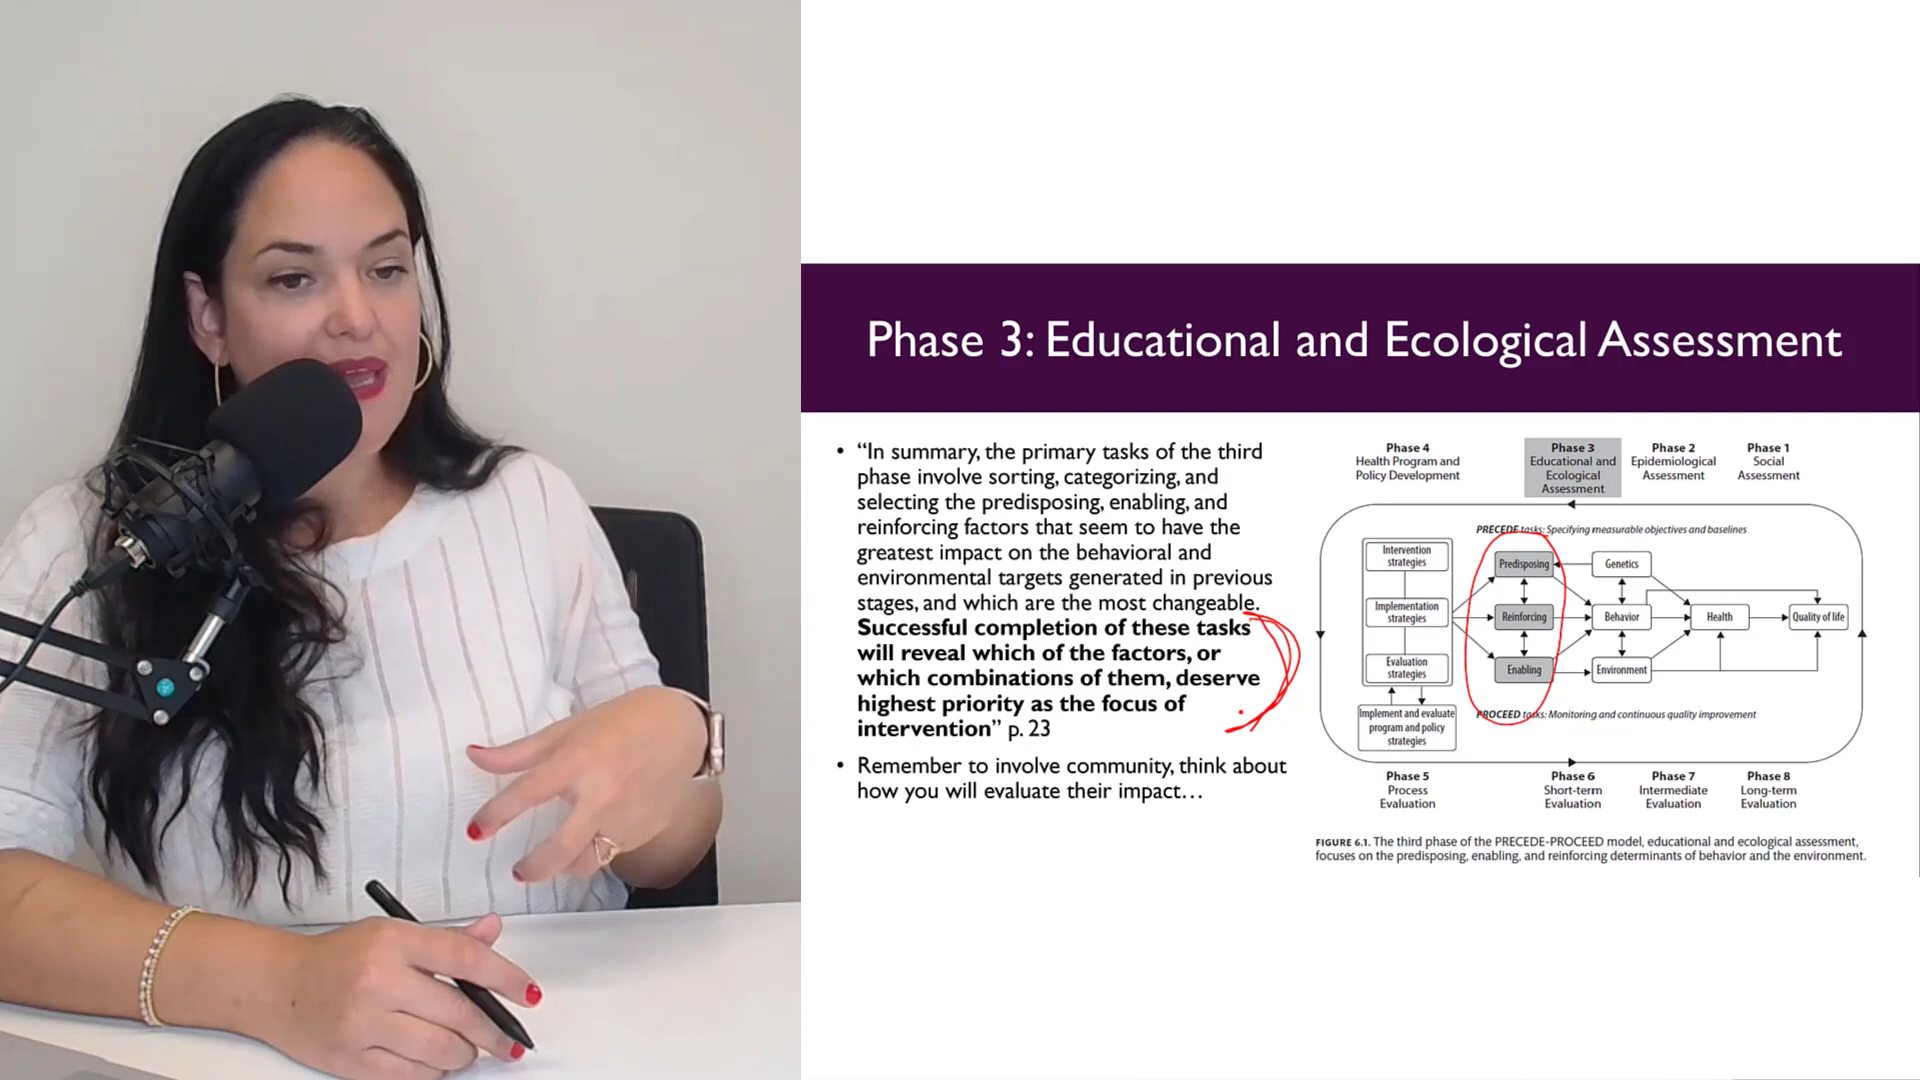 Phase 3: Educational and Ecological Assessment
• “In summary, the primary tasks of the third
phase involve sorting, categorizing, and
selecting the predisposing, enabling, and
reinforcing factors that seem to have the
greatest impact on the behavioral and
environmental targets generated in previous
stages, and which are the most changeable.
Successful completion of these tasks
will reveal which of the factors, or
which combinations of them, deserve
highest priority as the focus of
intervention” p. 23
• Remember to involve community, think about
how you will evaluate their impact…
Phase 4
Health Program and
Policy Development
Phase 3
Educational and
Ecological
Assessment
Phase 2
Epidemiological
Assessment
Phase 1
Social
Assessment
PRECEDE tasks: Specifying measurable objectives and baselines
Intervention
strategies
Implementation
strategies
Evaluation
strategies
Implement and evaluate
program and policy
strategies
Predisposing
Reinforcing
Enabling
Genetics
Behavior
Environment
Health
Quality of life
PROCEED tasks: Monitoring and continuous quality improvement
Phase 5
Process
Evaluation
Phase 6
Short-term
Evaluation
Phase 7
Intermediate
Evaluation
Phase 8
Long-term
Evaluation
FIGURE 6.1. The third phase of the PRECEDE-PROCEED model, educational and ecological assessment,
focuses on the predisposing, enabling, and reinforcing determinants of behavior and the environment.